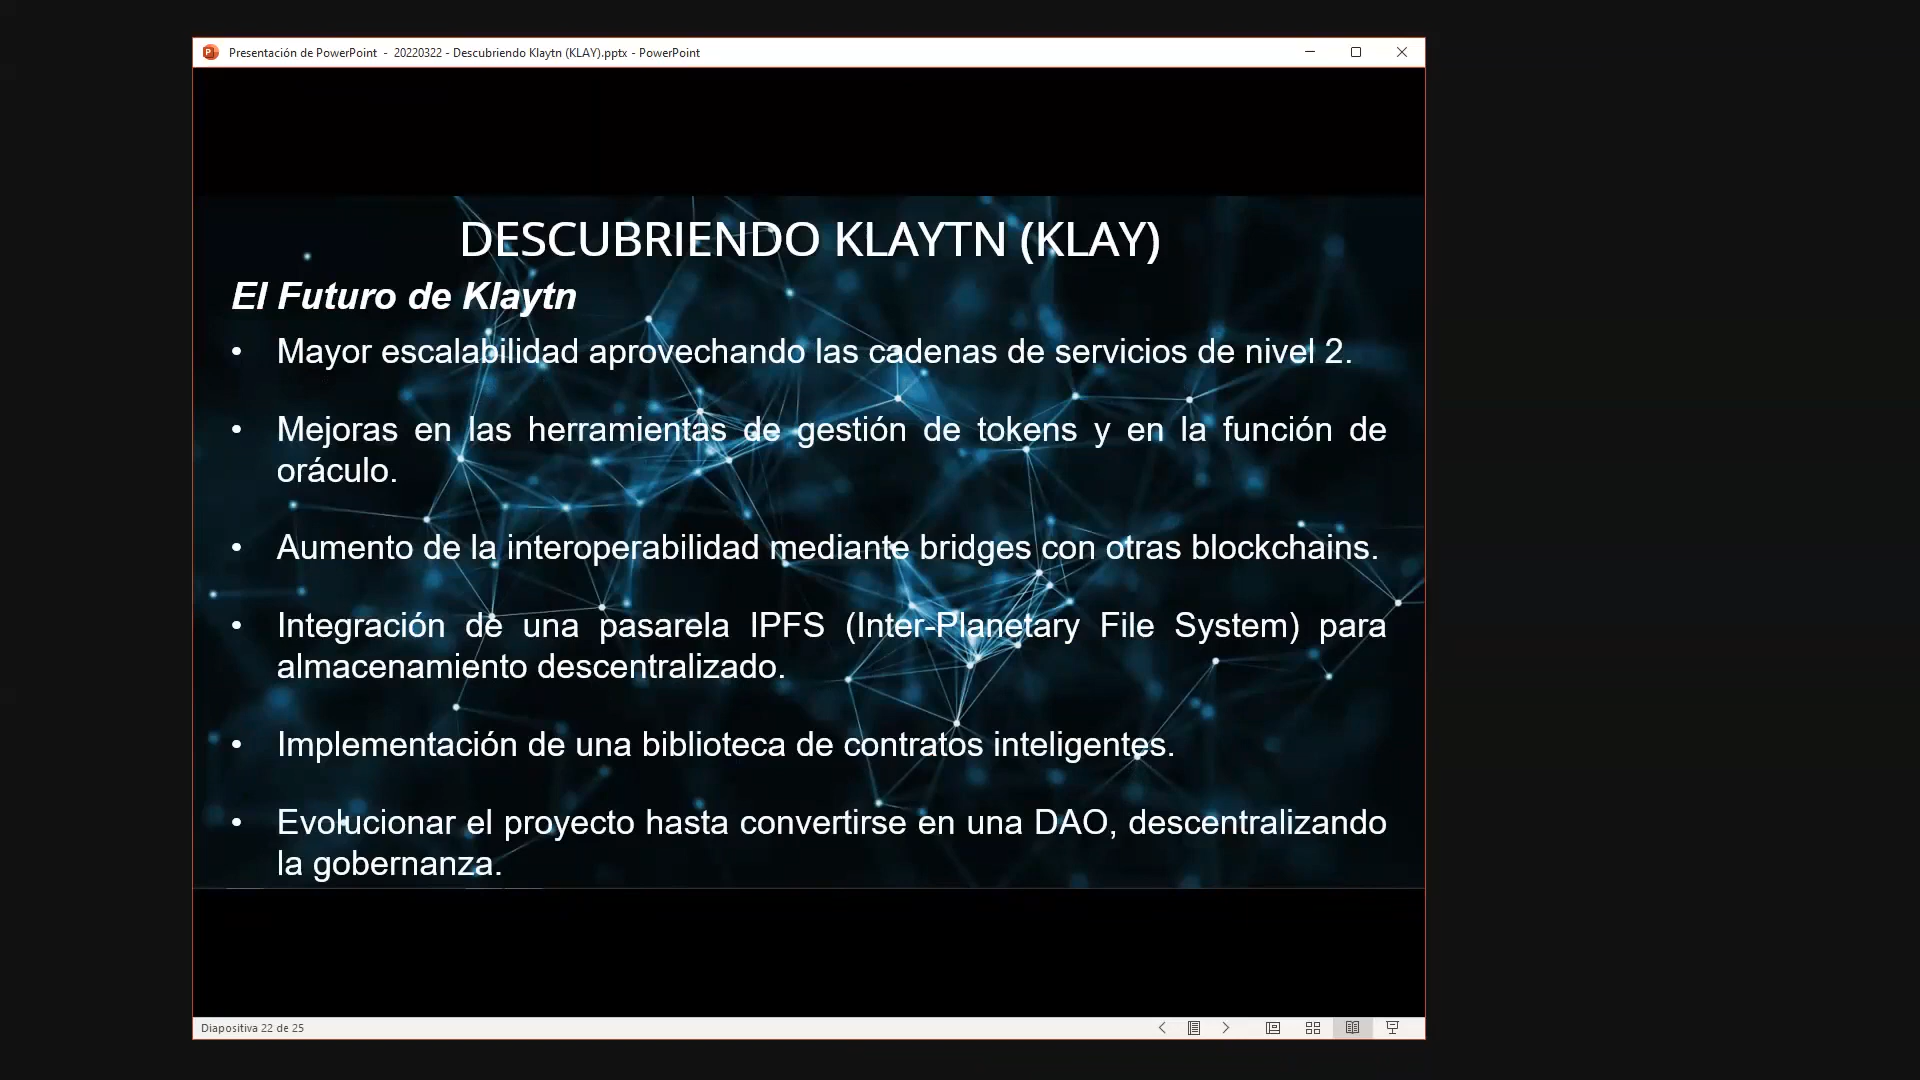 Presentación de PowerPoint - 20220322 - Descubriendo Klaytn (KLAY).pptx - PowerPoint
DESCUBRIENDO KLAYTN (KLAY)
El Futuro de Klaytn
• Mayor escalabilidad aprovechando las cadenas de servicios de nivel 2.
• Mejoras en las herramientas de gestión de tokens y en la función de
oráculo.
• Aumento de la interoperabilidad mediante bridges con otras blockchains.
• Integración de una pasarela IPFS (Inter-Planetary File System) para
almacenamiento descentralizado.
• Implementación de una biblioteca de contratos inteligentes.
• Evolucionar el proyecto hasta convertirse en una DAO, descentralizando
la gobernanza.
Diapositiva 22 de 25